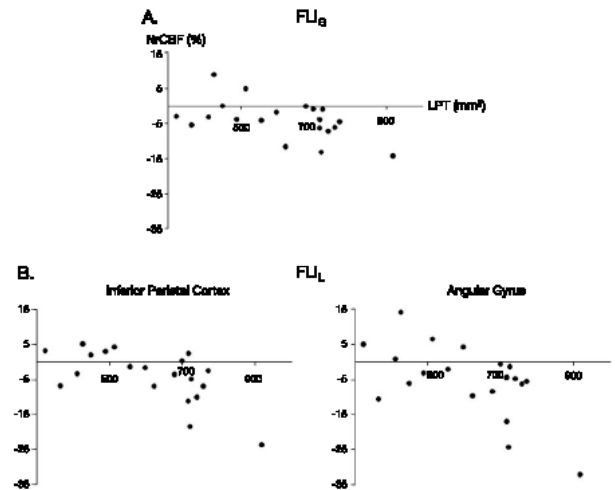 A. FLI_G
NrCBF (%)
15
5
LPT (mm²)
-5 500 700 900
-15
-25
-35
B. FLI_L
Inferior Parietal Cortex Angular Gyrus
15 15
5 5
-5 500 700 900 -5 500 700 900
-15 -15
-25 -25
-35 -35